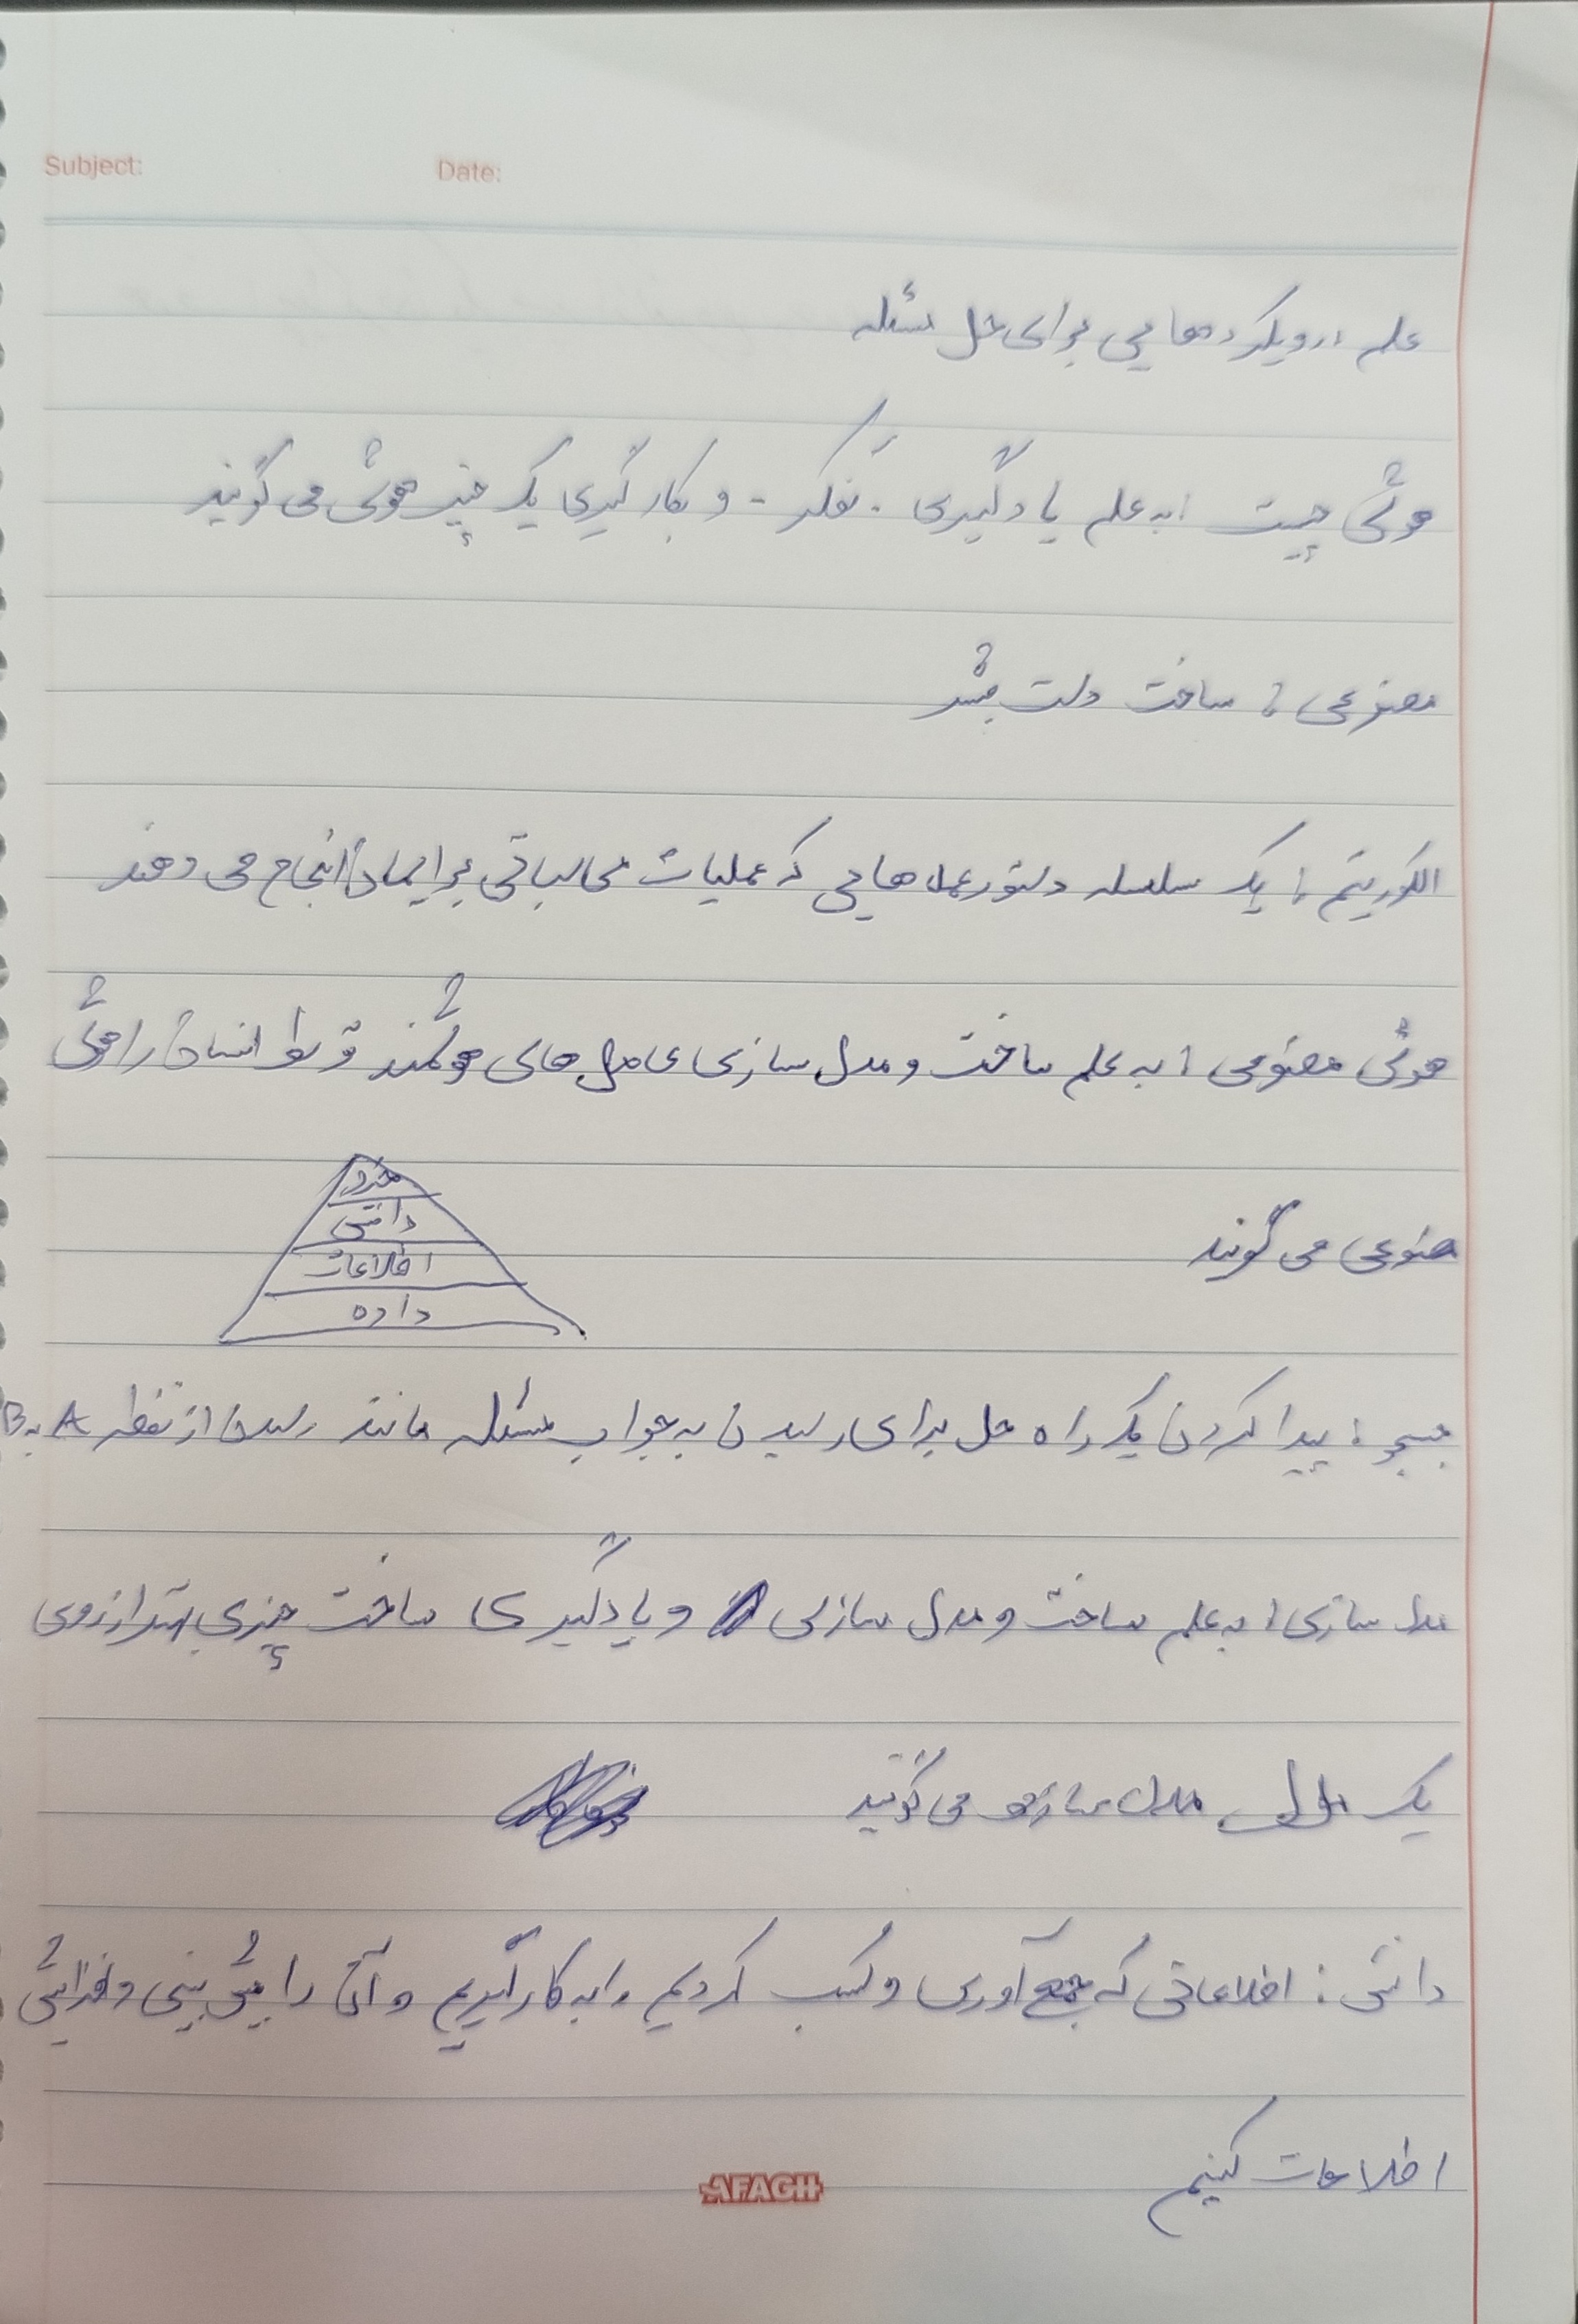 Subject: Date:
علم : رویکردهایی برای حل مسئله
هوش چیست : به علم یادگیری - تفکر - و بکارگیری یک چیز هوش می گویند
مصنوعی : ساخت دست بشر
الگوریتم : یک سلسله دستورعمل هایی که عملیات محاسباتی برایمان انجام می دهند
هوش مصنوعی : به علم ساخت و مدل سازی عامل های هوشمند توسط انسان را هوش
مصنوعی می گویند
خرد
دانش
اطلاعات
داده
جستجو : پیدا کردن یک راه حل برای رسیدن به جواب مسئله مانند رسیدن از نقطه A به B
مدل سازی : به علم ساخت و مدل سازی و یادگیری ساخت چیزی از روی
یک مدل مدل سازی می گویند
دانش : اطلاعاتی که جمع آوری و کسب کردیم را به کار گیریم و آن را پیش بینی و افزایش
اطلاعات کنیم
AFAGH